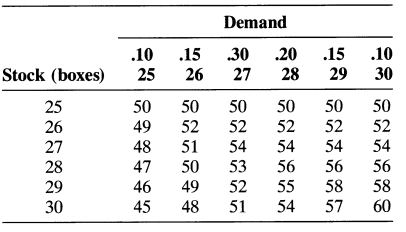 Demand
.10 .15 .30 .20 .15 .10
Stock (boxes) 25 26 27 28 29 30
25 50 50 50 50 50 50
26 49 52 52 52 52 52
27 48 51 54 54 54 54
28 47 50 53 56 56 56
29 46 49 52 55 58 58
30 45 48 51 54 57 60